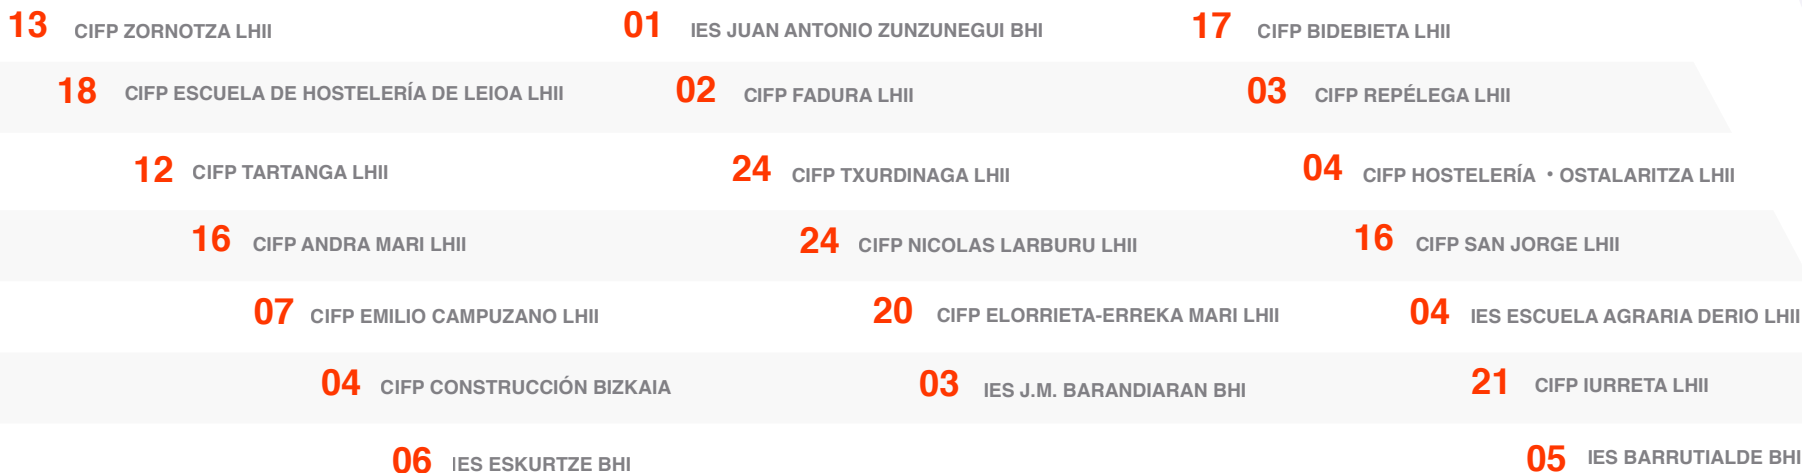 13 CIFP ZORNOTZA LHII 01 IES JUAN ANTONIO ZUNZUNEGUI BHI 17 CIFP BIDEBIETA LHII
18 CIFP ESCUELA DE HOSTELERÍA DE LEIOA LHII 02 CIFP FADURA LHII 03 CIFP REPÉLEGA LHII
12 CIFP TARTANGA LHII 24 CIFP TXURDINAGA LHII 04 CIFP HOSTELERÍA • OSTALARITZA LHII
16 CIFP ANDRA MARI LHII 24 CIFP NICOLAS LARBURU LHII 16 CIFP SAN JORGE LHII
07 CIFP EMILIO CAMPUZANO LHII 20 CIFP ELORRIETA-ERREKA MARI LHII 04 IES ESCUELA AGRARIA DERIO LHII
04 CIFP CONSTRUCCIÓN BIZKAIA 03 IES J.M. BARANDIARAN BHI 21 CIFP IURRETA LHII
06 IES ESKURTZE BHI 05 IES BARRUTIALDE BHI